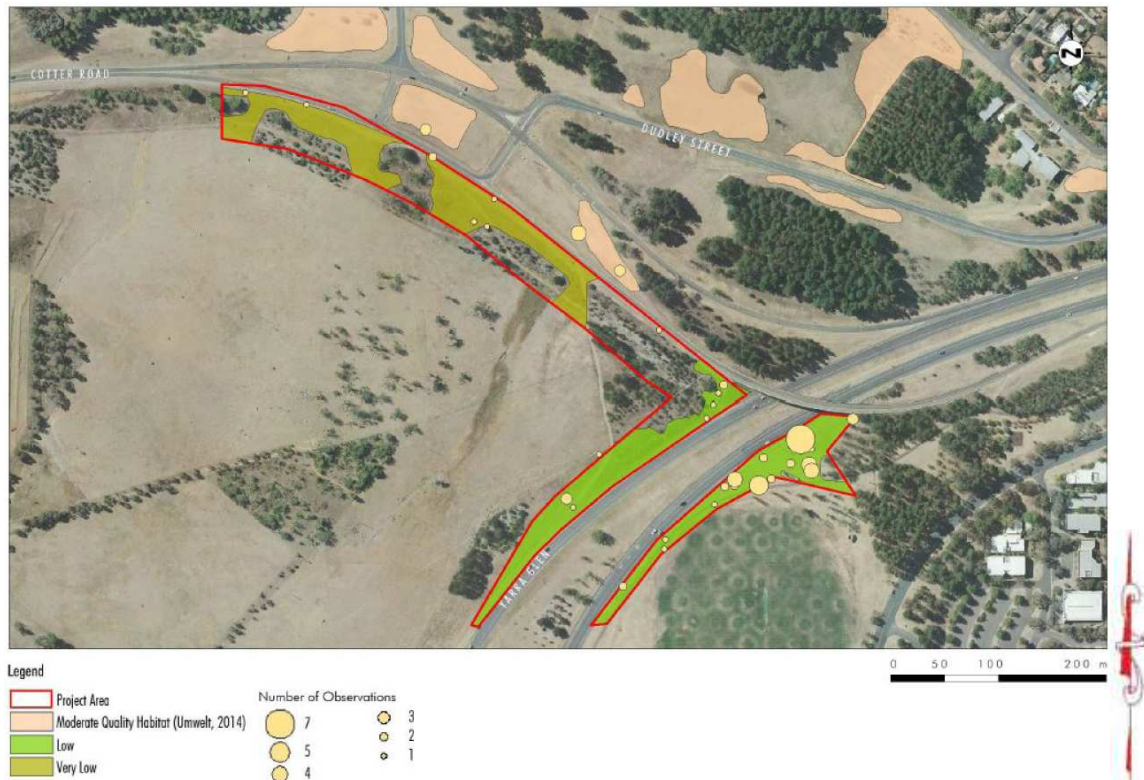 COTTER ROAD
DUDLEY STREET
Z
YARRA GLEN
0 50 100 200 m
Legend
Project Area
Moderate Quality Habitat (Umwelt, 2014)
Low
Very Low
Number of Observations
7
5
4
3
2
1